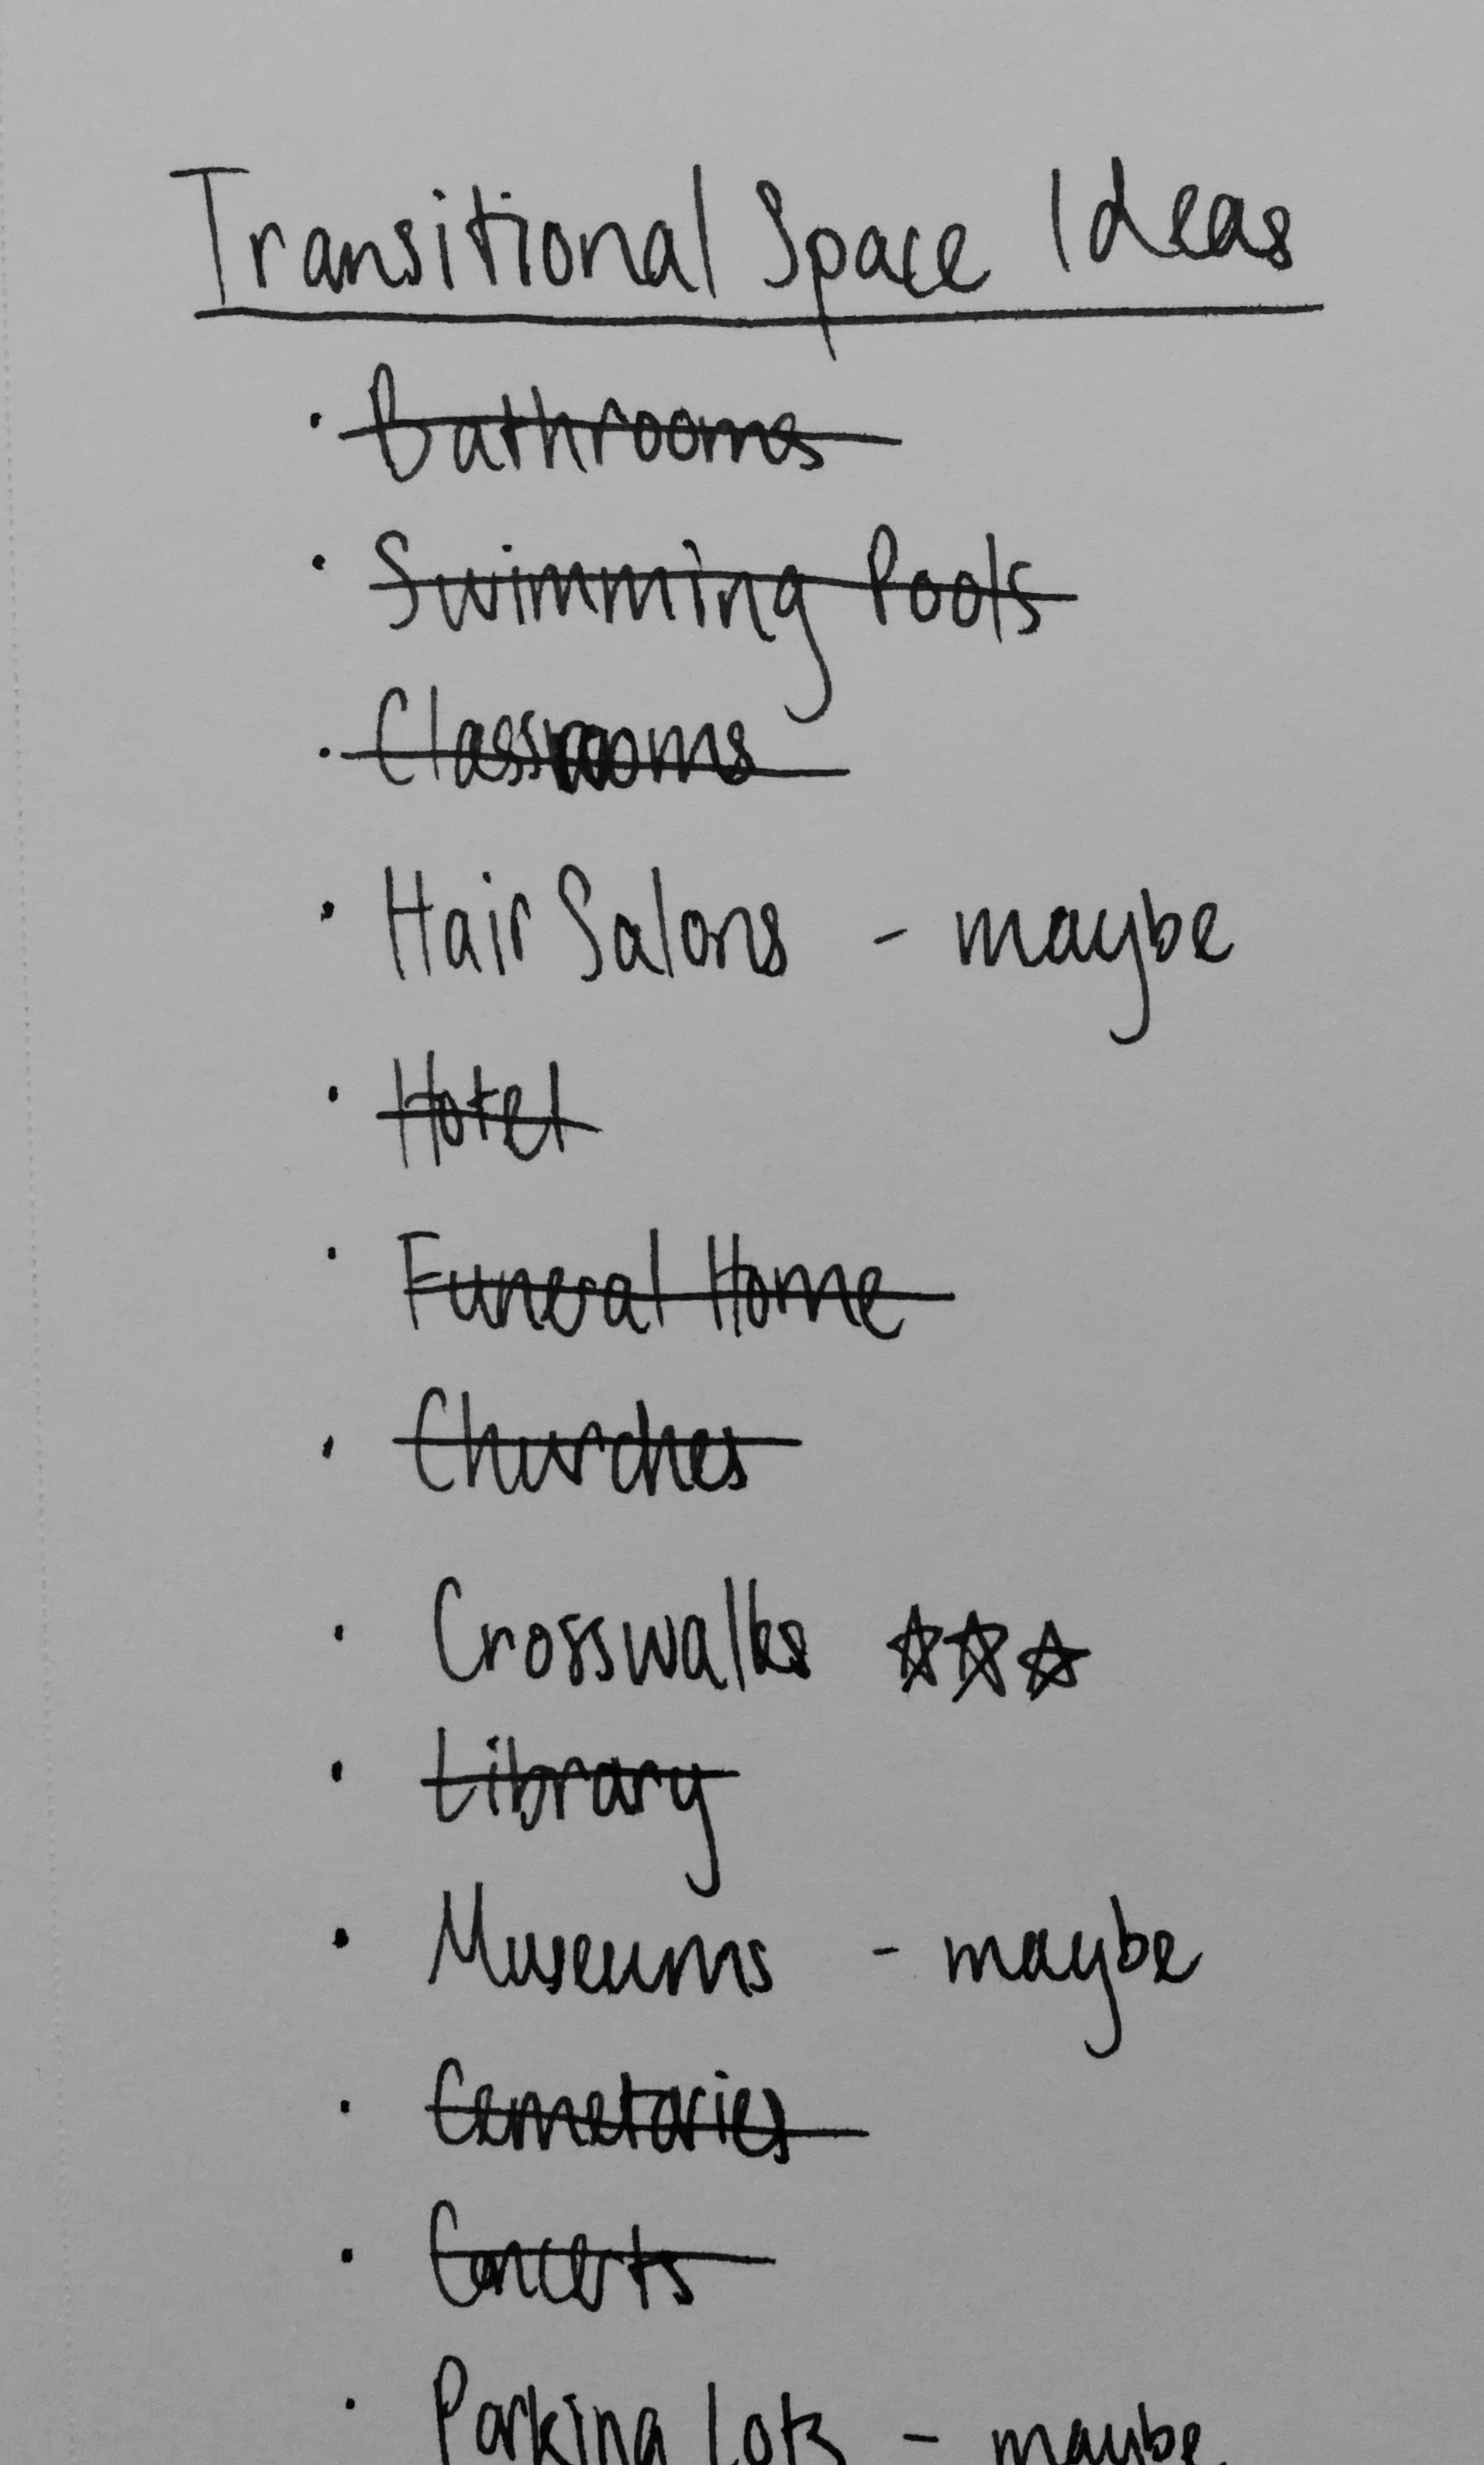 Transitional Space Ideas
· Bathrooms
· Swimming Pools
· Classrooms
· Hair Salons - maybe
· Hotel
· Funeral Home
· Churches
· Crosswalks ☆☆☆
· Library
· Museums - maybe
· Cemetaries
· Concerts
· Parking Lots - maybe